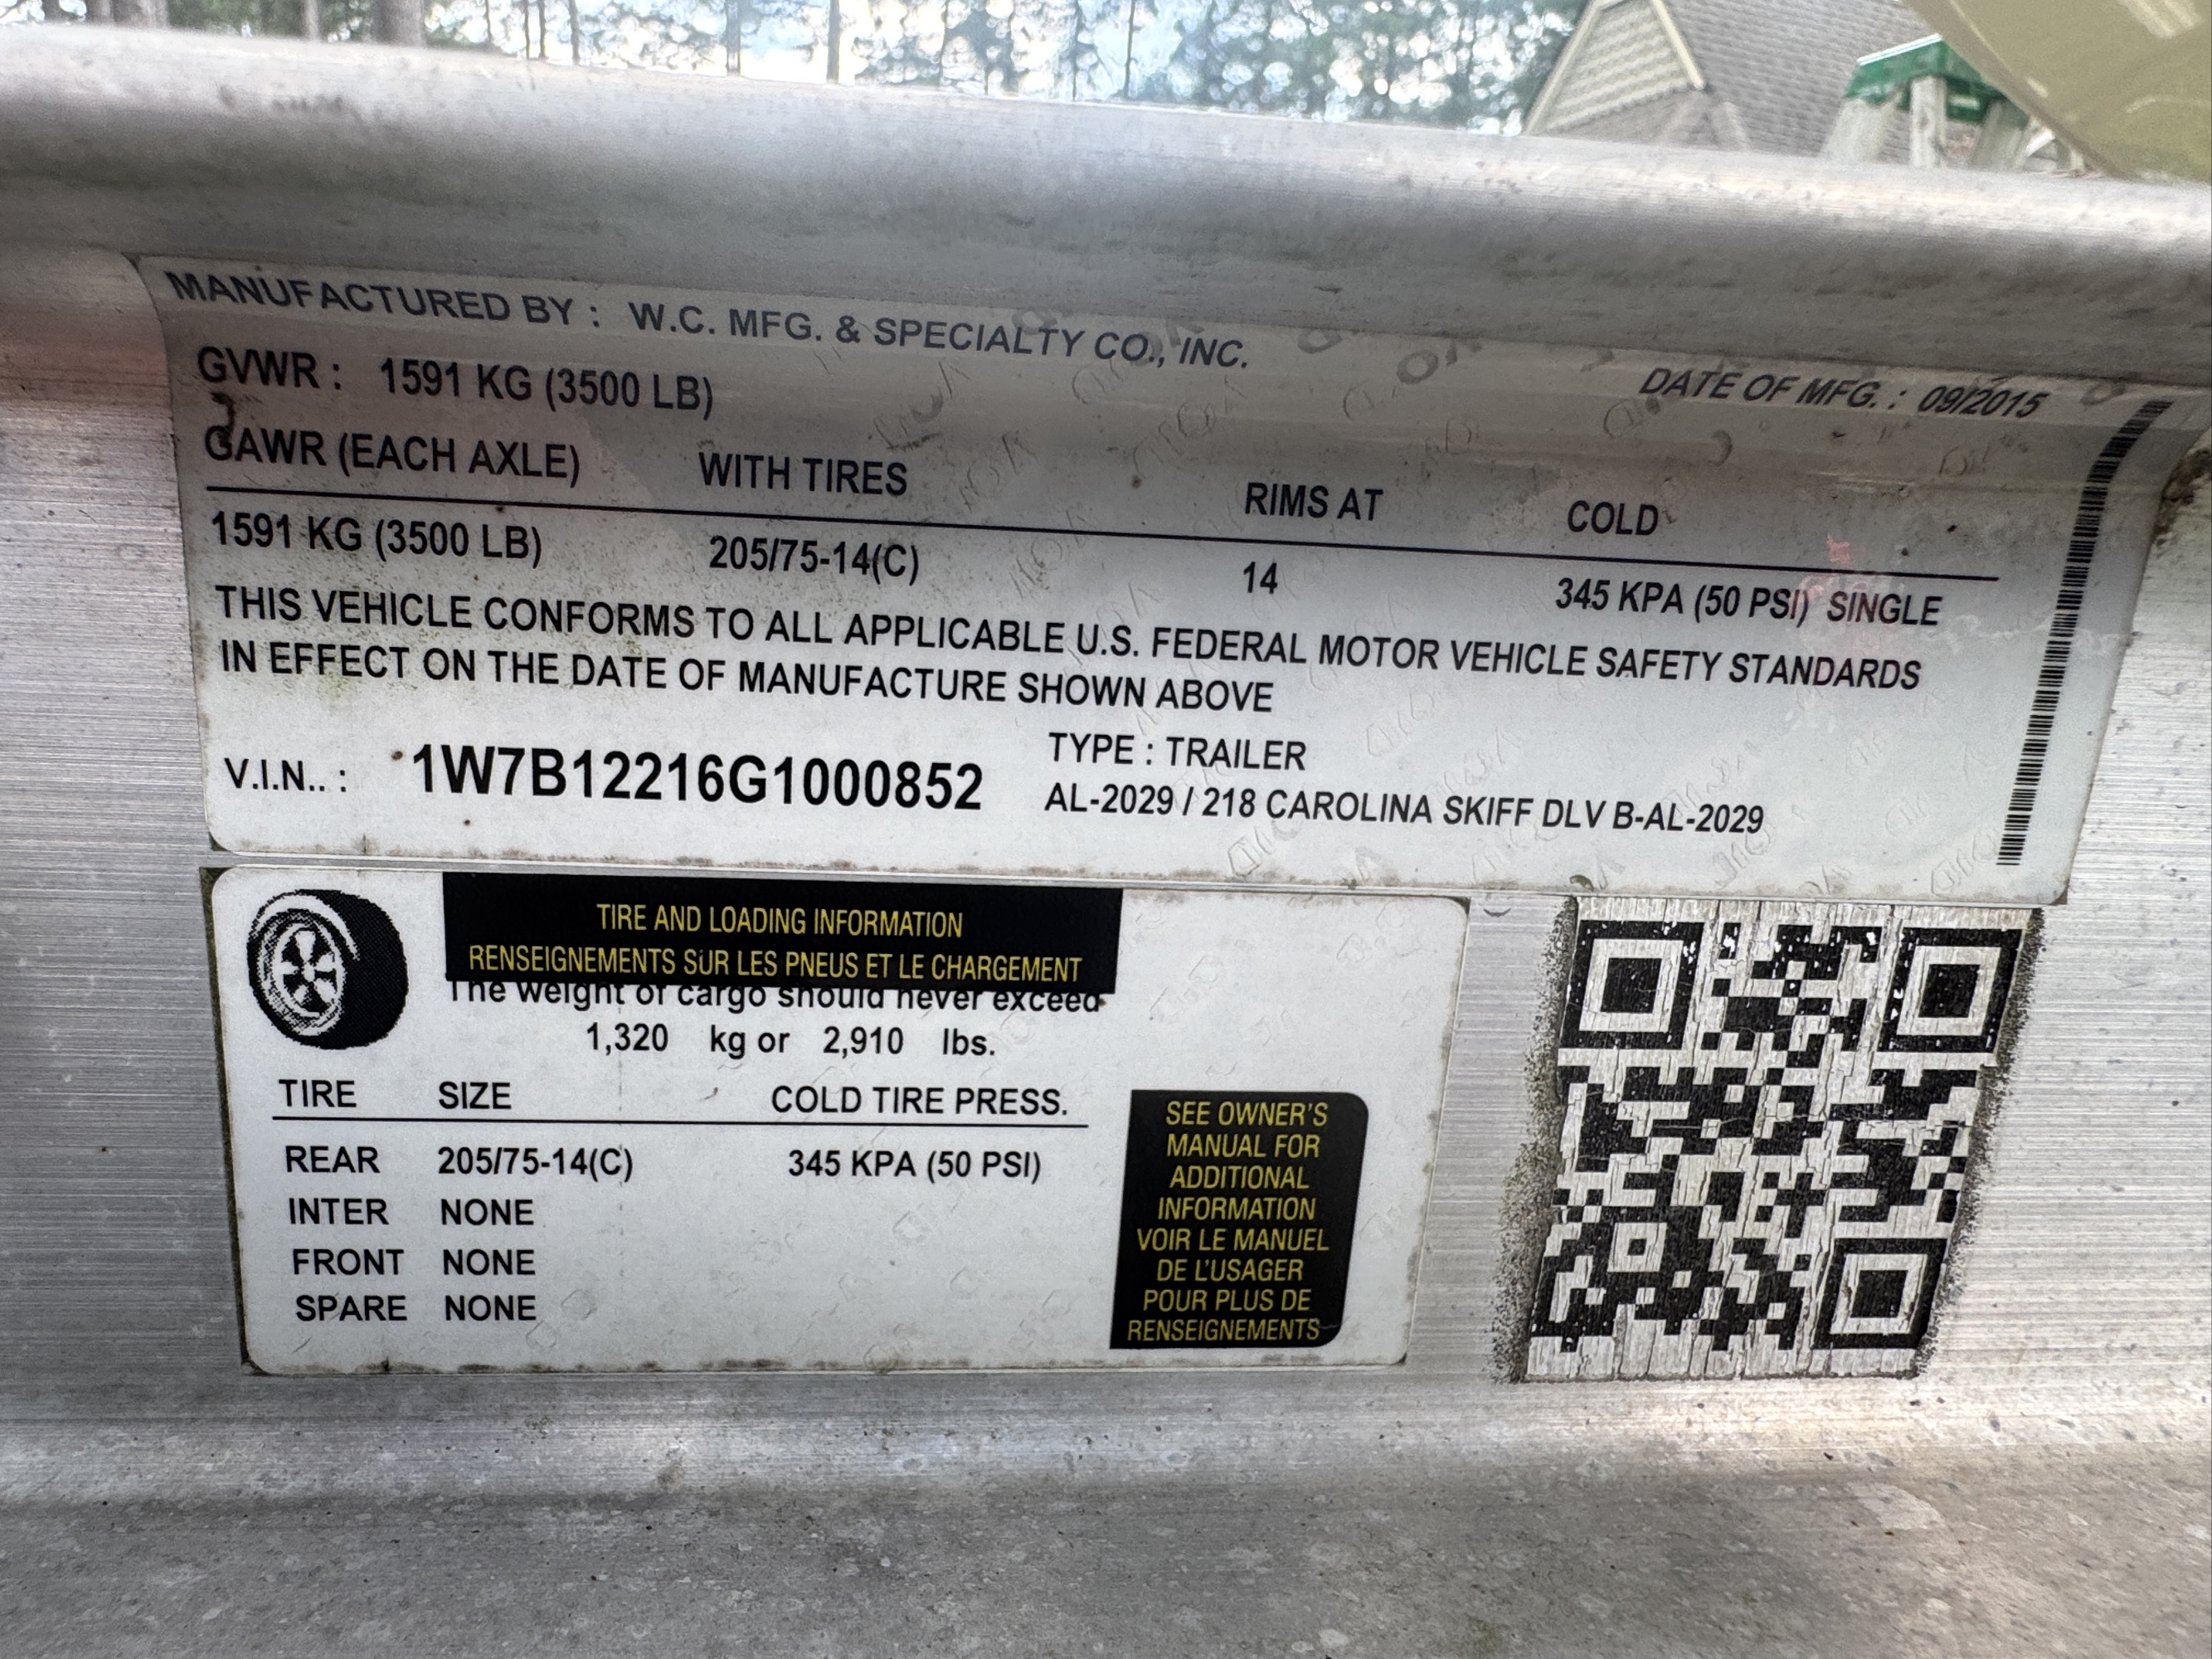 MANUFACTURED BY : W.C. MFG. & SPECIALTY CO., INC.
DATE OF MFG. : 09/2015
GVWR : 1591 KG (3500 LB)
GAWR (EACH AXLE) WITH TIRES RIMS AT COLD
1591 KG (3500 LB) 205/75-14(C) 14 345 KPA (50 PSI) SINGLE
THIS VEHICLE CONFORMS TO ALL APPLICABLE U.S. FEDERAL MOTOR VEHICLE SAFETY STANDARDS
IN EFFECT ON THE DATE OF MANUFACTURE SHOWN ABOVE
V.I.N.. : 1W7B12216G1000852
TYPE : TRAILER
AL-2029 / 218 CAROLINA SKIFF DLV B-AL-2029
TIRE AND LOADING INFORMATION
RENSEIGNEMENTS SUR LES PNEUS ET LE CHARGEMENT
The weight of cargo should never exceed
1,320 kg or 2,910 lbs.
TIRE SIZE COLD TIRE PRESS.
REAR 205/75-14(C) 345 KPA (50 PSI)
INTER NONE
FRONT NONE
SPARE NONE
SEE OWNER'S
MANUAL FOR
ADDITIONAL
INFORMATION
VOIR LE MANUEL
DE L'USAGER
POUR PLUS DE
RENSEIGNEMENTS